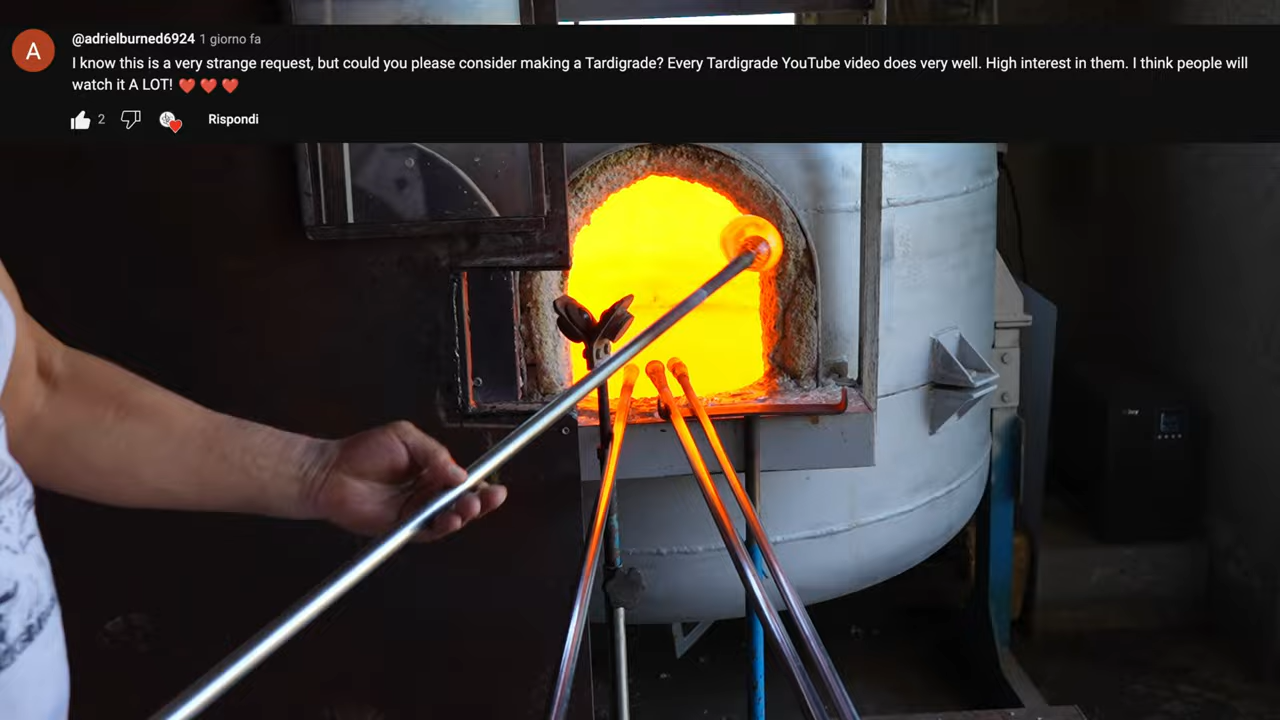 @adrielburned6924 1 giorno fa
I know this is a very strange request, but could you please consider making a Tardigrade? Every Tardigrade YouTube video does very well. High interest in them. I think people will
watch it A LOT! ❤️ ❤️ ❤️
2 Rispondi
A